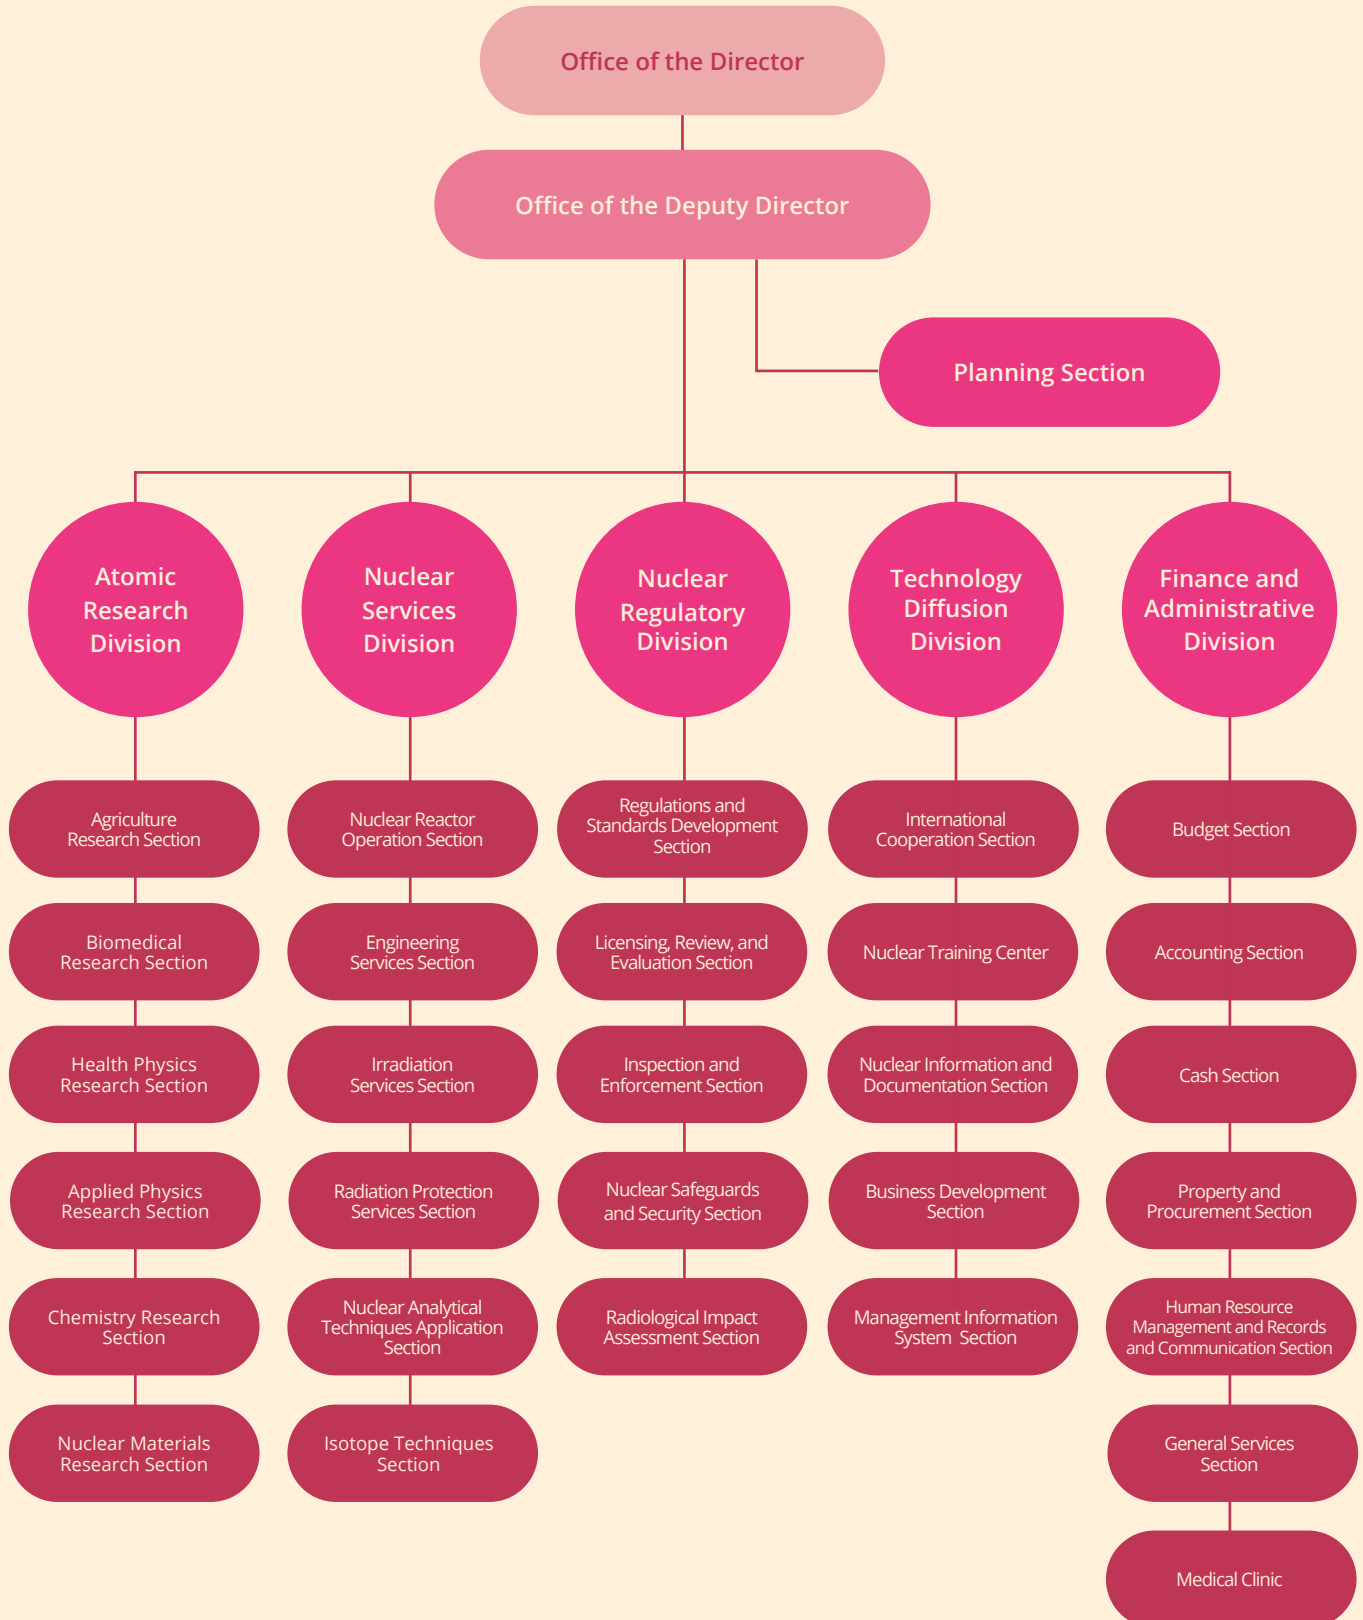 Office of the Director
Office of the Deputy Director
Planning Section
Atomic
Research
Division
Nuclear
Services
Division
Nuclear
Regulatory
Division
Technology
Diffusion
Division
Finance and
Administrative
Division
Agriculture
Research Section
Biomedical
Research Section
Health Physics
Research Section
Applied Physics
Research Section
Chemistry Research
Section
Nuclear Materials
Research Section
Nuclear Reactor
Operation Section
Engineering
Services Section
Irradiation
Services Section
Radiation Protection
Services Section
Nuclear Analytical
Techniques Application
Section
Isotope Techniques
Section
Regulations and
Standards Development
Section
Licensing, Review, and
Evaluation Section
Inspection and
Enforcement Section
Nuclear Safeguards
and Security Section
Radiological Impact
Assessment Section
International
Cooperation Section
Nuclear Training Center
Nuclear Information and
Documentation Section
Business Development
Section
Management Information
System Section
Budget Section
Accounting Section
Cash Section
Property and
Procurement Section
Human Resource
Management and Records
and Communication Section
General Services
Section
Medical Clinic